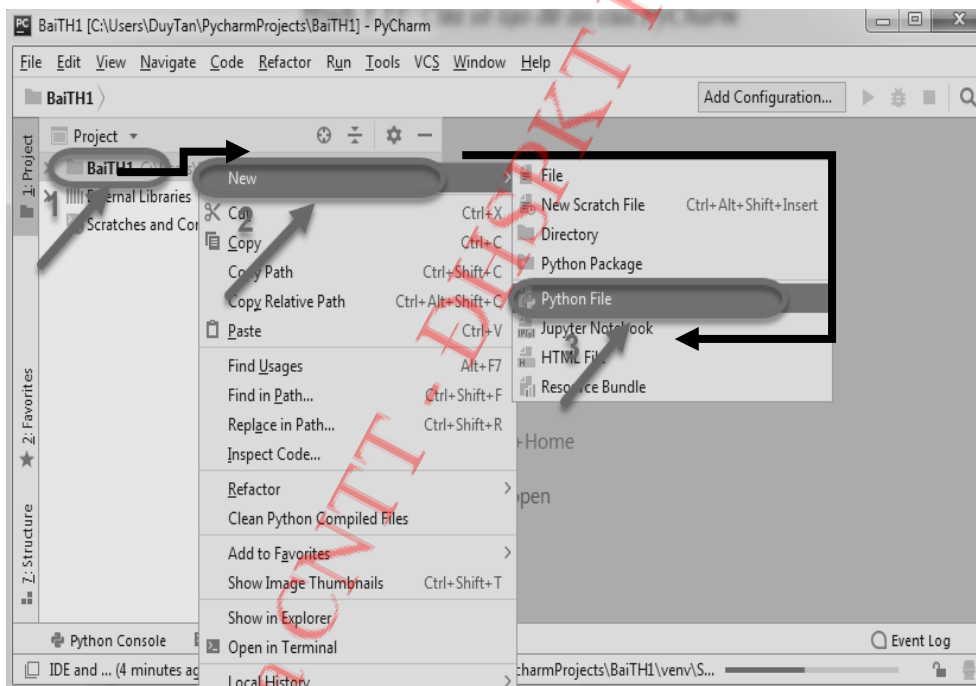 BaiTH1 [C:\Users\DuyTan\PycharmProjects\BaiTH1] - PyCharm
File Edit View Navigate Code Refactor Run Tools VCS Window Help
BaiTH1
Add Configuration...
1: Project
Project
BaiTH1
External Libraries
Scratches and Con
1
New
2
Ctrl+X
Copy Ctrl+C
Copy Path Ctrl+Shift+C
Copy Relative Path Ctrl+Alt+Shift+C
Paste Ctrl+V
Find Usages Alt+F7
Find in Path... Ctrl+Shift+F
Replace in Path... Ctrl+Shift+R
Inspect Code...
Refactor
Clean Python Compiled Files
Add to Favorites
Show Image Thumbnails Ctrl+Shift+T
Show in Explorer
Open in Terminal
Local History
File
New Scratch File Ctrl+Alt+Shift+Insert
Directory
Python Package
Python File
Jupyter Notebook
3
HTML File
Resource Bundle
+Home
open
2: Favorites
7: Structure
Python Console
Event Log
IDE and ... (4 minutes ag
charmProjects\BaiTH1\venv\S...
CNTT - ĐHSPKT